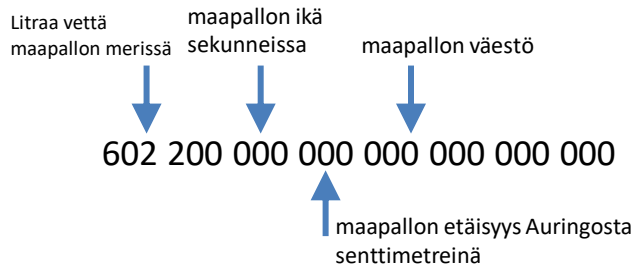 Litraa vettä
maapallon merissä
maapallon ikä
sekunneissa
maapallon väestö
602 200 000 000 000 000 000 000
maapallon etäisyys Auringosta
senttimetreinä